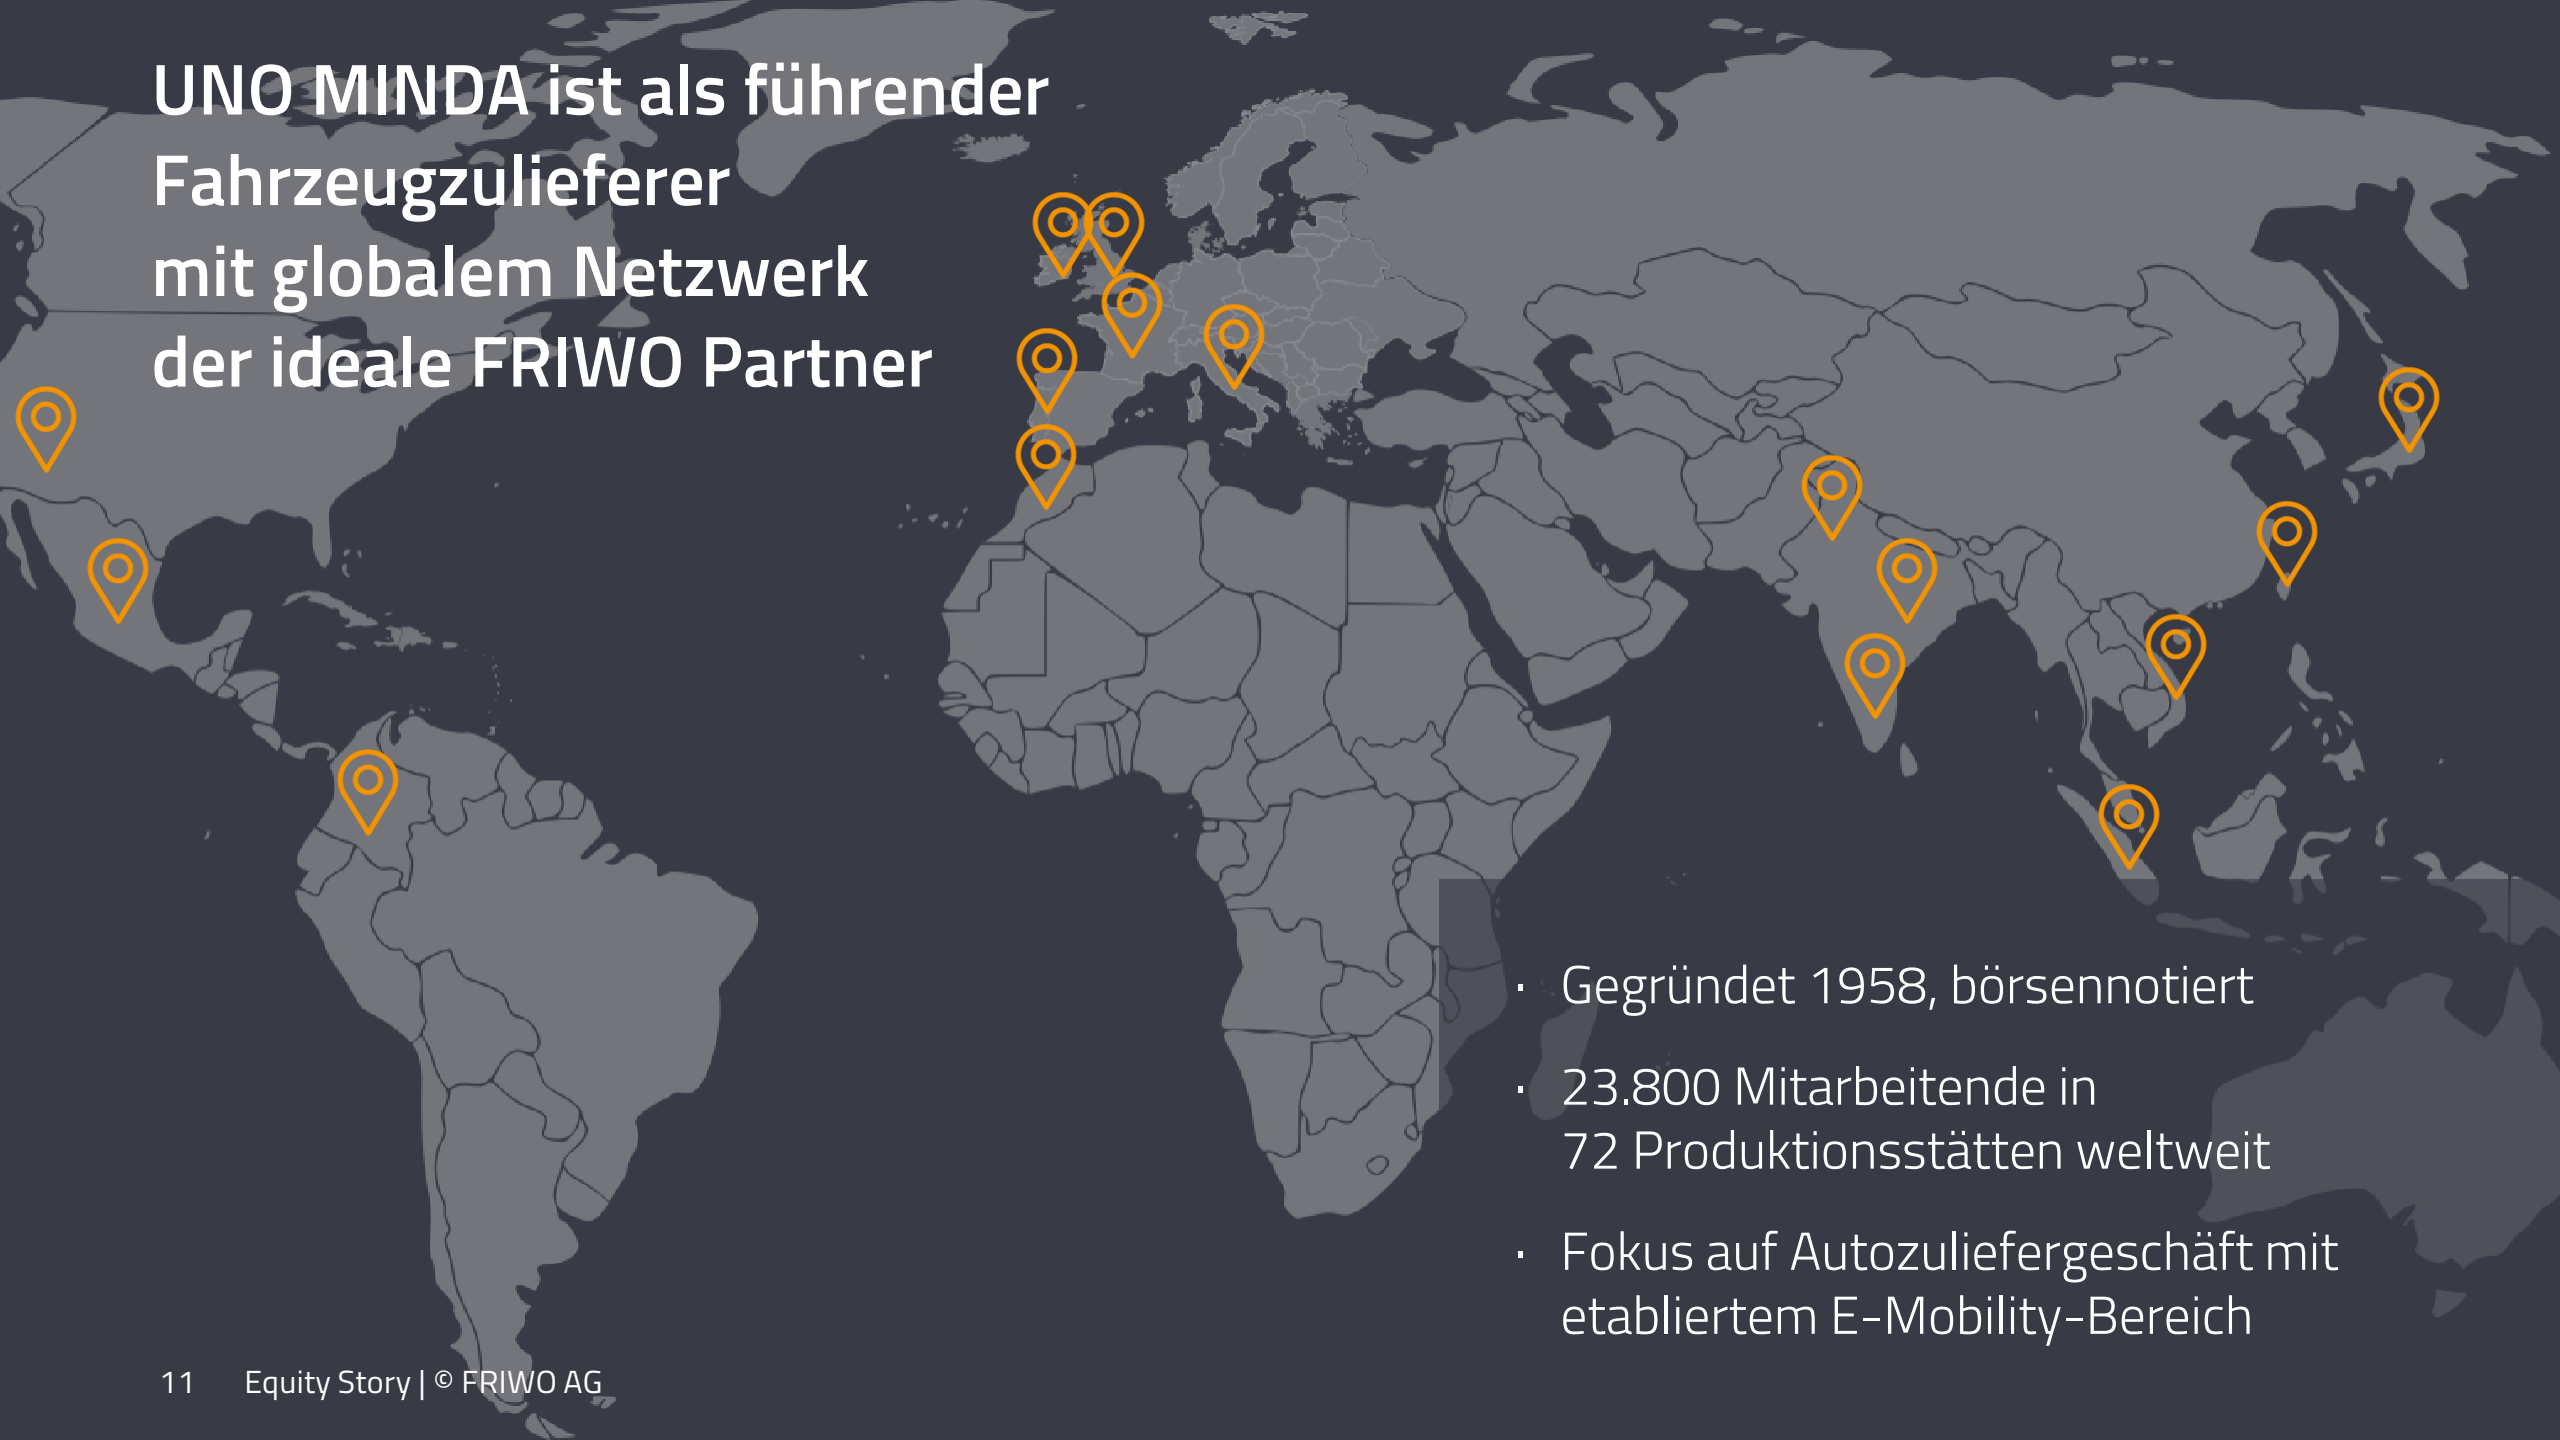 UNO MINDA ist als führender
Fahrzeugzulieferer
mit globalem Netzwerk
der ideale FRIWO Partner
· Gegründet 1958, börsennotiert
· 23.800 Mitarbeitende in
72 Produktionsstätten weltweit
· Fokus auf Autozuliefergeschäft mit
etabliertem E-Mobility-Bereich
11 Equity Story | © FRIWO AG